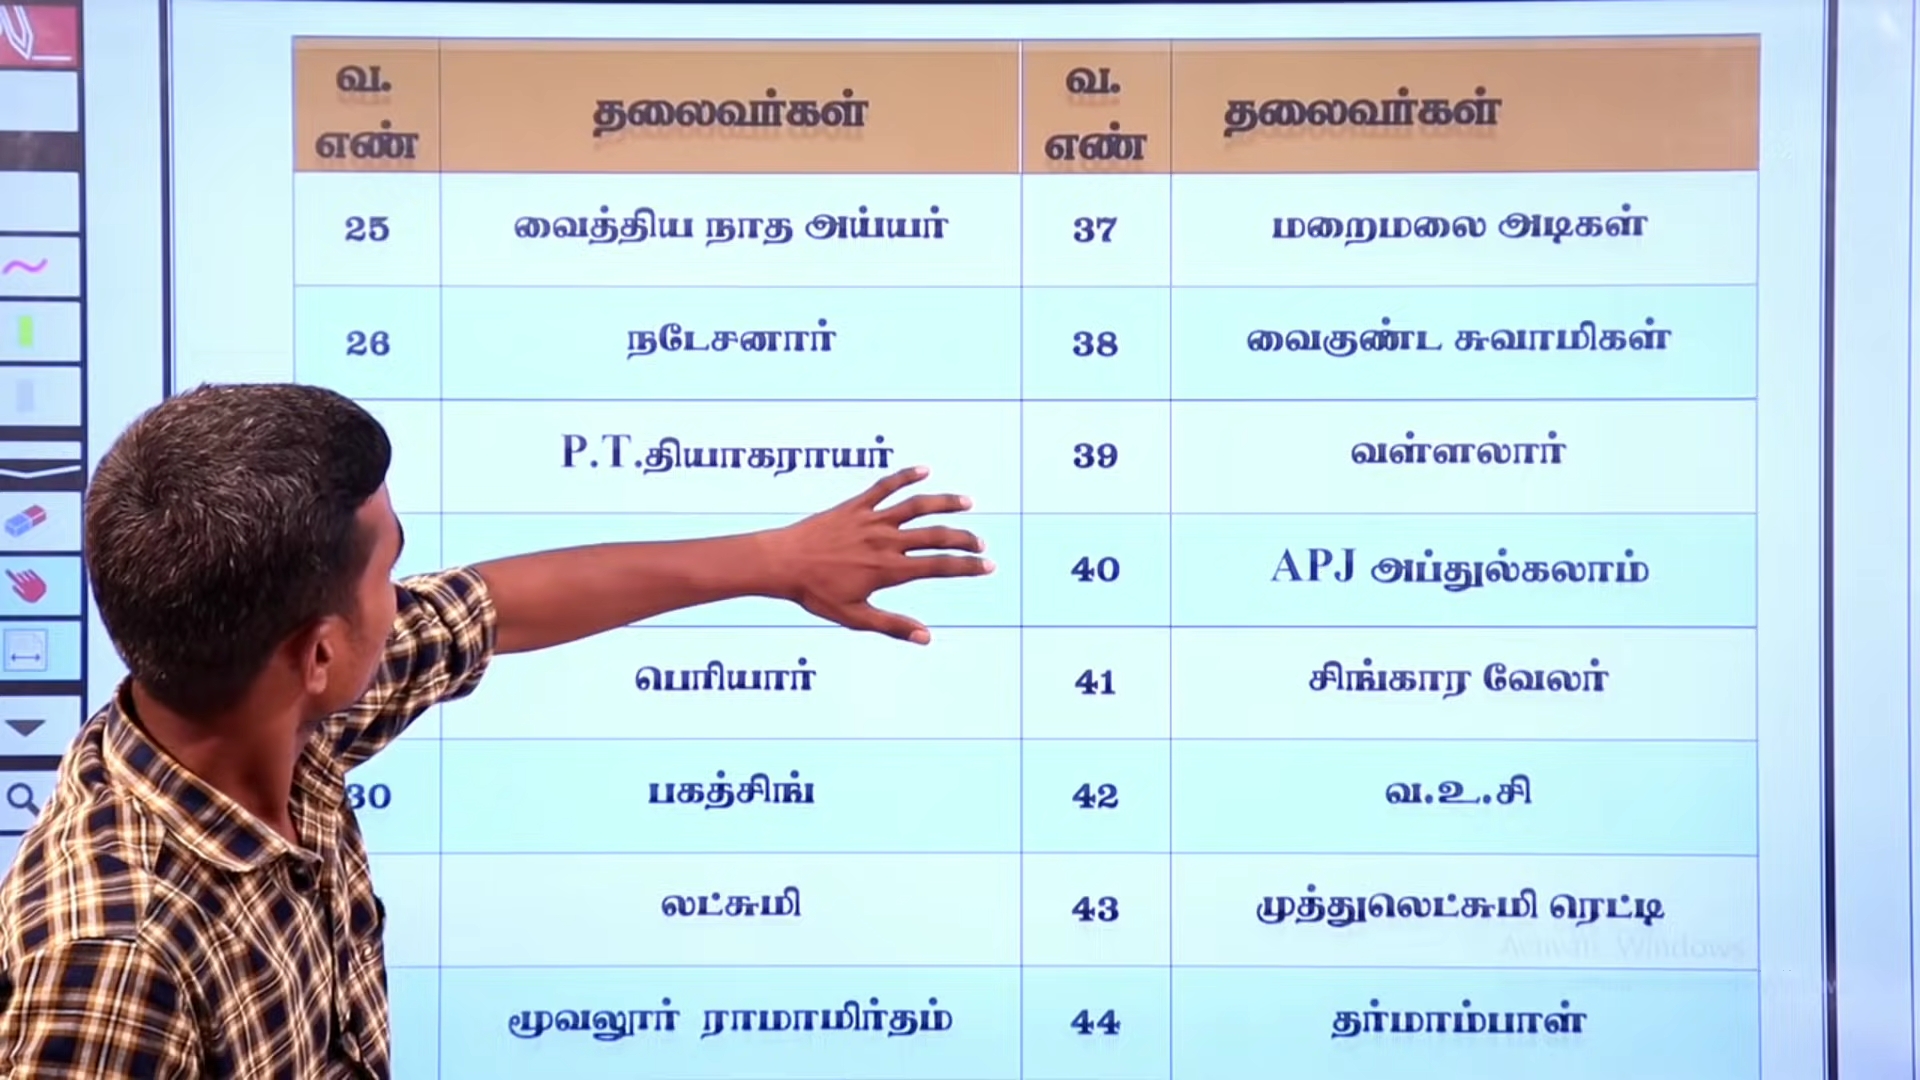 வ. எண் தலைவர்கள் வ. எண் தலைவர்கள்
25 வைத்திய நாத அய்யர் 37 மறைமலை அடிகள்
26 நடேசனார் 38 வைகுண்ட சுவாமிகள்
P.T.தியாகராயர் 39 வள்ளலார்
40 APJ அப்துல்கலாம்
பெரியார் 41 சிங்கார வேலர்
30 பகத்சிங் 42 வ.உ.சி
லட்சுமி 43 முத்துலெட்சுமி ரெட்டி
Windows
மூவலூர் ராமாமிர்தம் 44 தர்மாம்பாள்